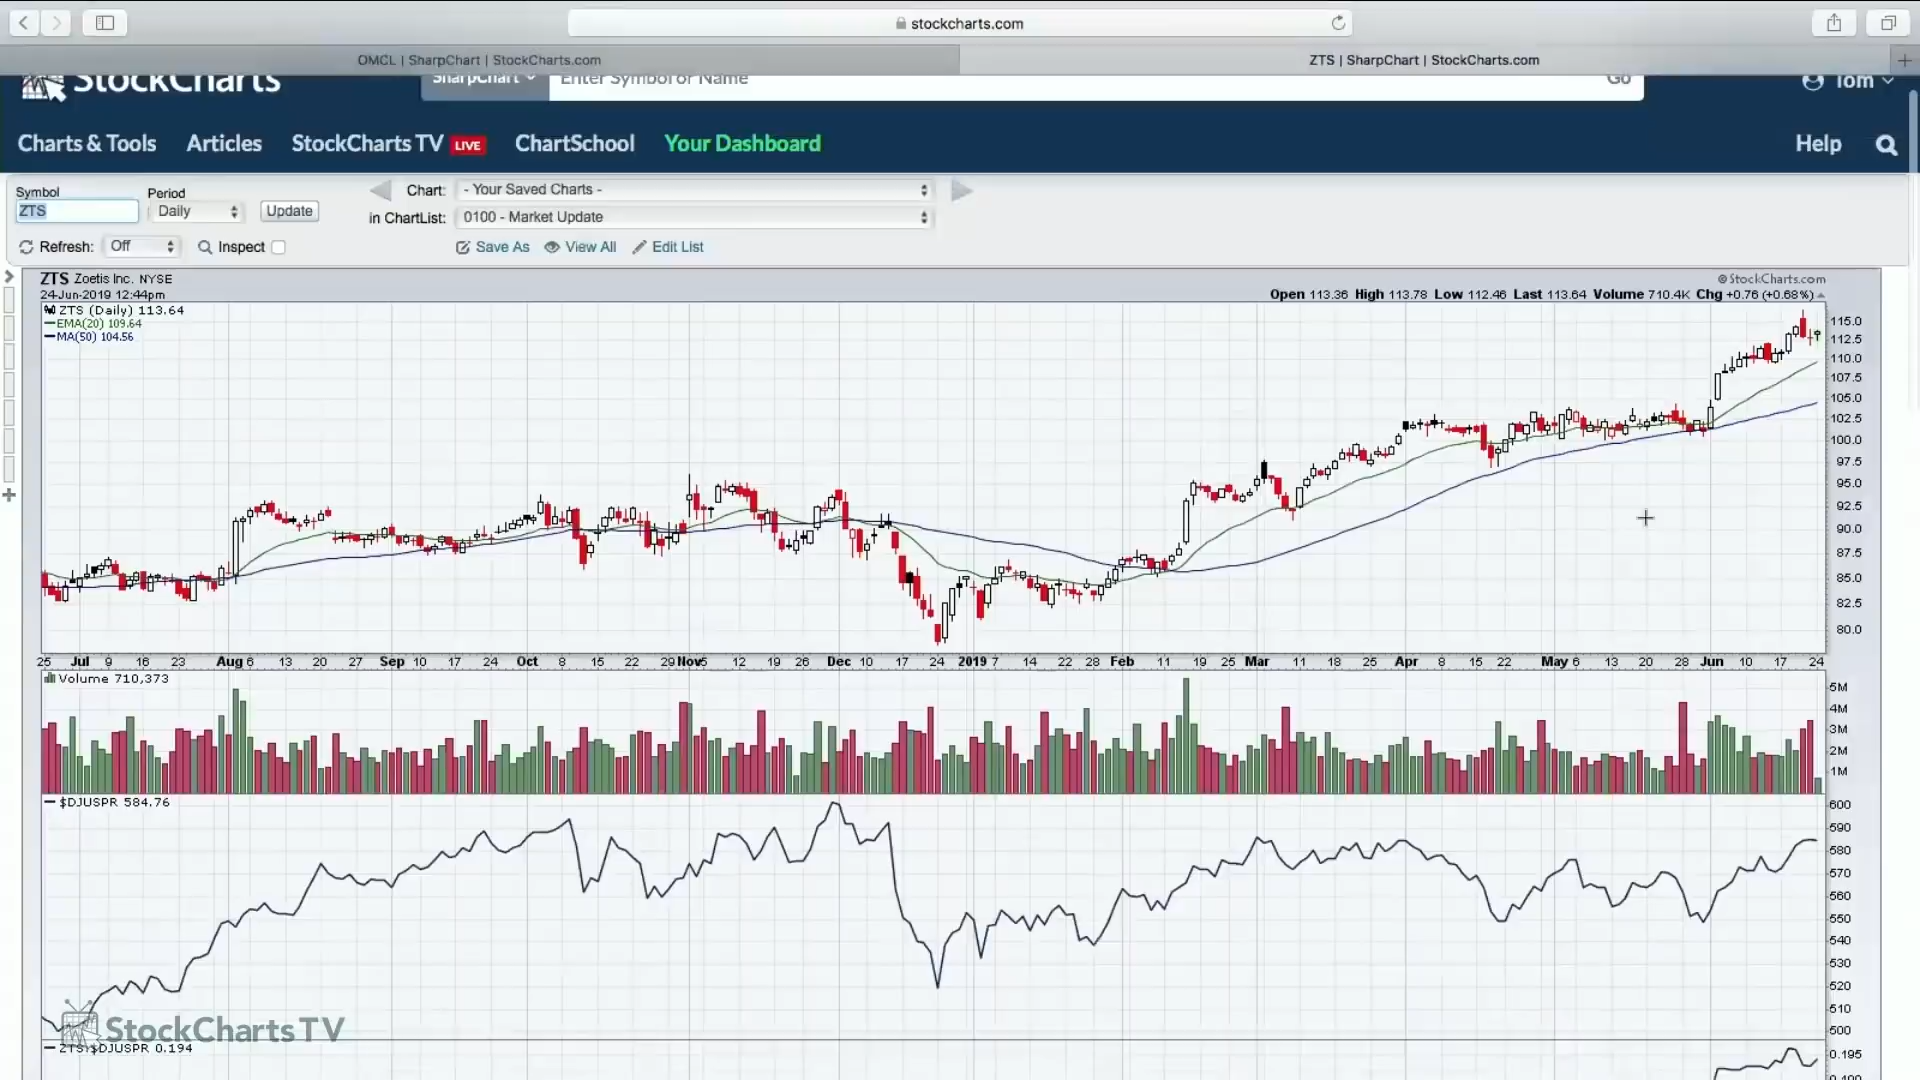 stockcharts.com
OMCL | SharpChart | StockCharts.com
ZTS | SharpChart | StockCharts.com
StockCharts
SharpChart
Enter Symbol or Name
Go
Tom
Charts & Tools Articles StockCharts TV LIVE ChartSchool Your Dashboard Help
Symbol Period
Chart: - Your Saved Charts -
ZTS Daily Update
in ChartList: 0100 - Market Update
Refresh: Off Inspect Save As View All Edit List
ZTS Zoetis Inc. NYSE © StockCharts.com
24-Jun-2019 12:44pm Open 113.36 High 113.78 Low 112.46 Last 113.64 Volume 710.4K Chg +0.76 (+0.68%)
ZTS (Daily) 113.64
EMA(20) 109.64
MA(50) 104.56
115.0
112.5
110.0
107.5
105.0
102.5
100.0
97.5
95.0
92.5
90.0
87.5
85.0
82.5
80.0
25 Jul 9 16 23 Aug 6 13 20 27 Sep 10 17 24 Oct 8 15 22 29 Nov 5 12 19 26 Dec 10 17 24 2019 7 14 22 28 Feb 11 19 25 Mar 11 18 25 Apr 8 15 22 May 6 13 20 28 Jun 10 17 24
Volume 710,373
5M
4M
3M
2M
1M
$DJUSPR 584.76
600
590
580
570
560
550
540
530
520
510
500
StockCharts TV
ZTS:$DJUSPR 0.194
0.195